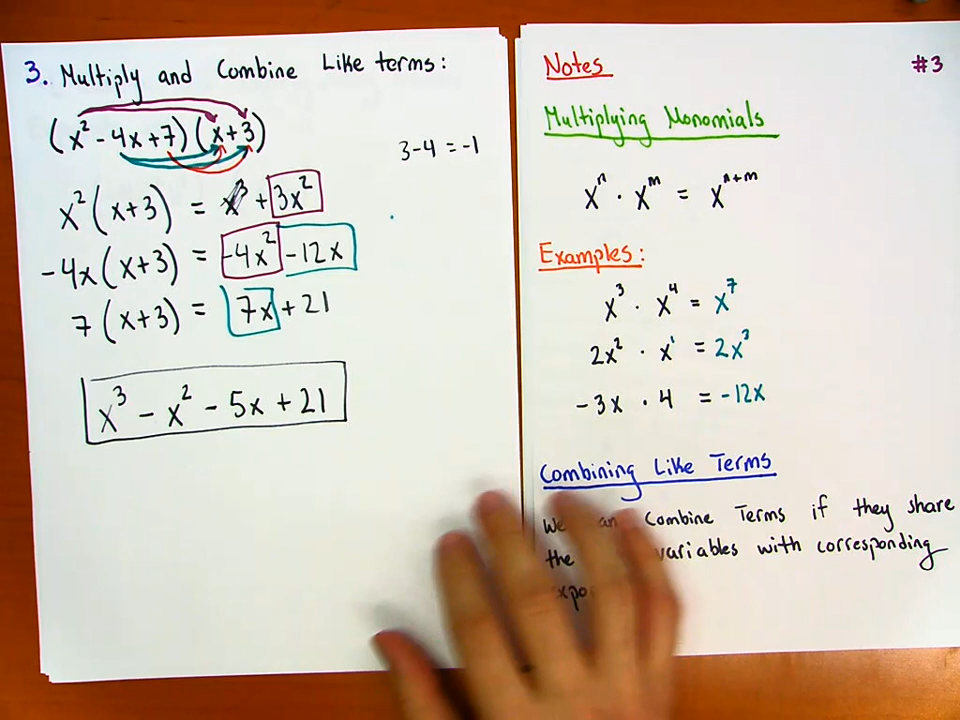 3. Multiply and Combine Like terms:
(x² - 4x + 7)(x + 3)
3 - 4 = -1
x²(x+3) = x³ + 3x²
-4x(x+3) = -4x² - 12x
7(x+3) = 7x + 21
x³ - x² - 5x + 21
Notes #3
Multiplying Monomials
xⁿ · xᵐ = xⁿ⁺ᵐ
Examples:
x³ · x⁴ = x⁷
2x² · x¹ = 2x³
-3x · 4 = -12x
Combining Like Terms
Combine Terms if they share
the variables with corresponding